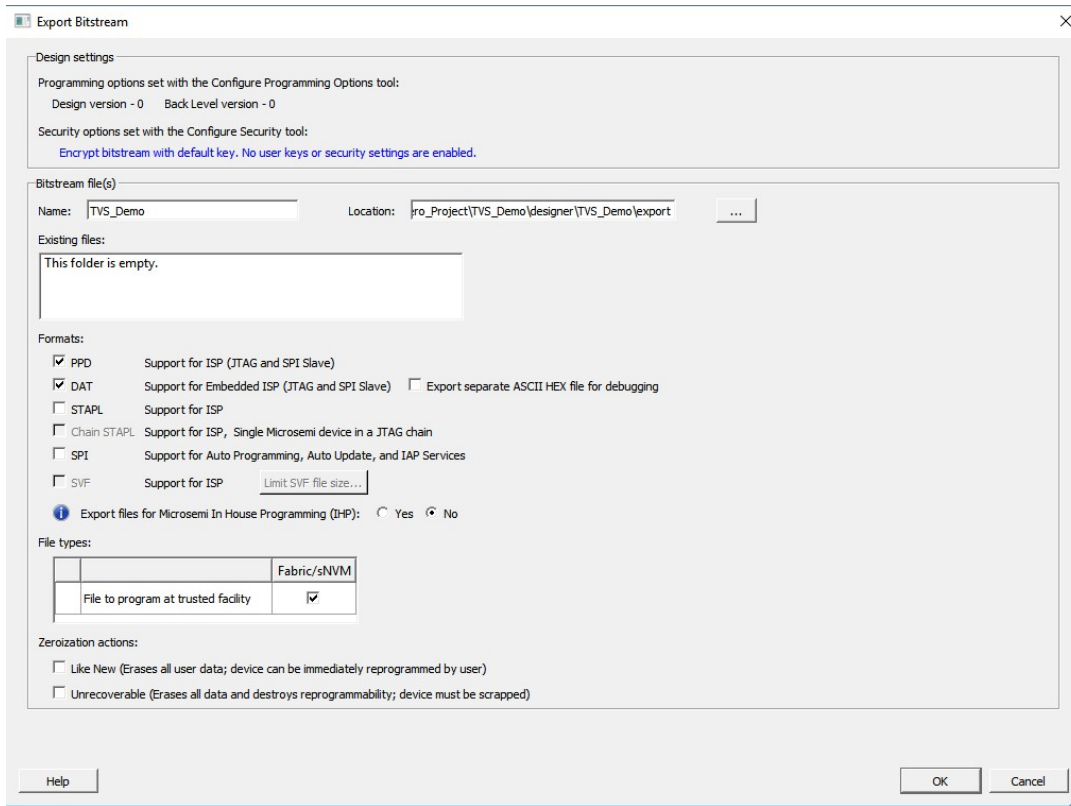 Export Bitstream
Design settings
Programming options set with the Configure Programming Options tool:
Design version - 0 Back Level version - 0
Security options set with the Configure Security tool:
Encrypt bitstream with default key. No user keys or security settings are enabled.
Bitstream file(s)
Name: TVS_Demo Location: ro_Project\TVS_Demo\designer\TVS_Demo\export ...
Existing files:
This folder is empty.
Formats:
PPD Support for ISP (JTAG and SPI Slave)
DAT Support for Embedded ISP (JTAG and SPI Slave) Export separate ASCII HEX file for debugging
STAPL Support for ISP
Chain STAPL Support for ISP, Single Microsemi device in a JTAG chain
SPI Support for Auto Programming, Auto Update, and IAP Services
SVF Support for ISP Limit SVF file size...
Export files for Microsemi In House Programming (IHP): Yes No
File types:
Fabric/sNVM
File to program at trusted facility
Zeroization actions:
Like New (Erases all user data; device can be immediately reprogrammed by user)
Unrecoverable (Erases all data and destroys reprogrammability; device must be scrapped)
Help OK Cancel